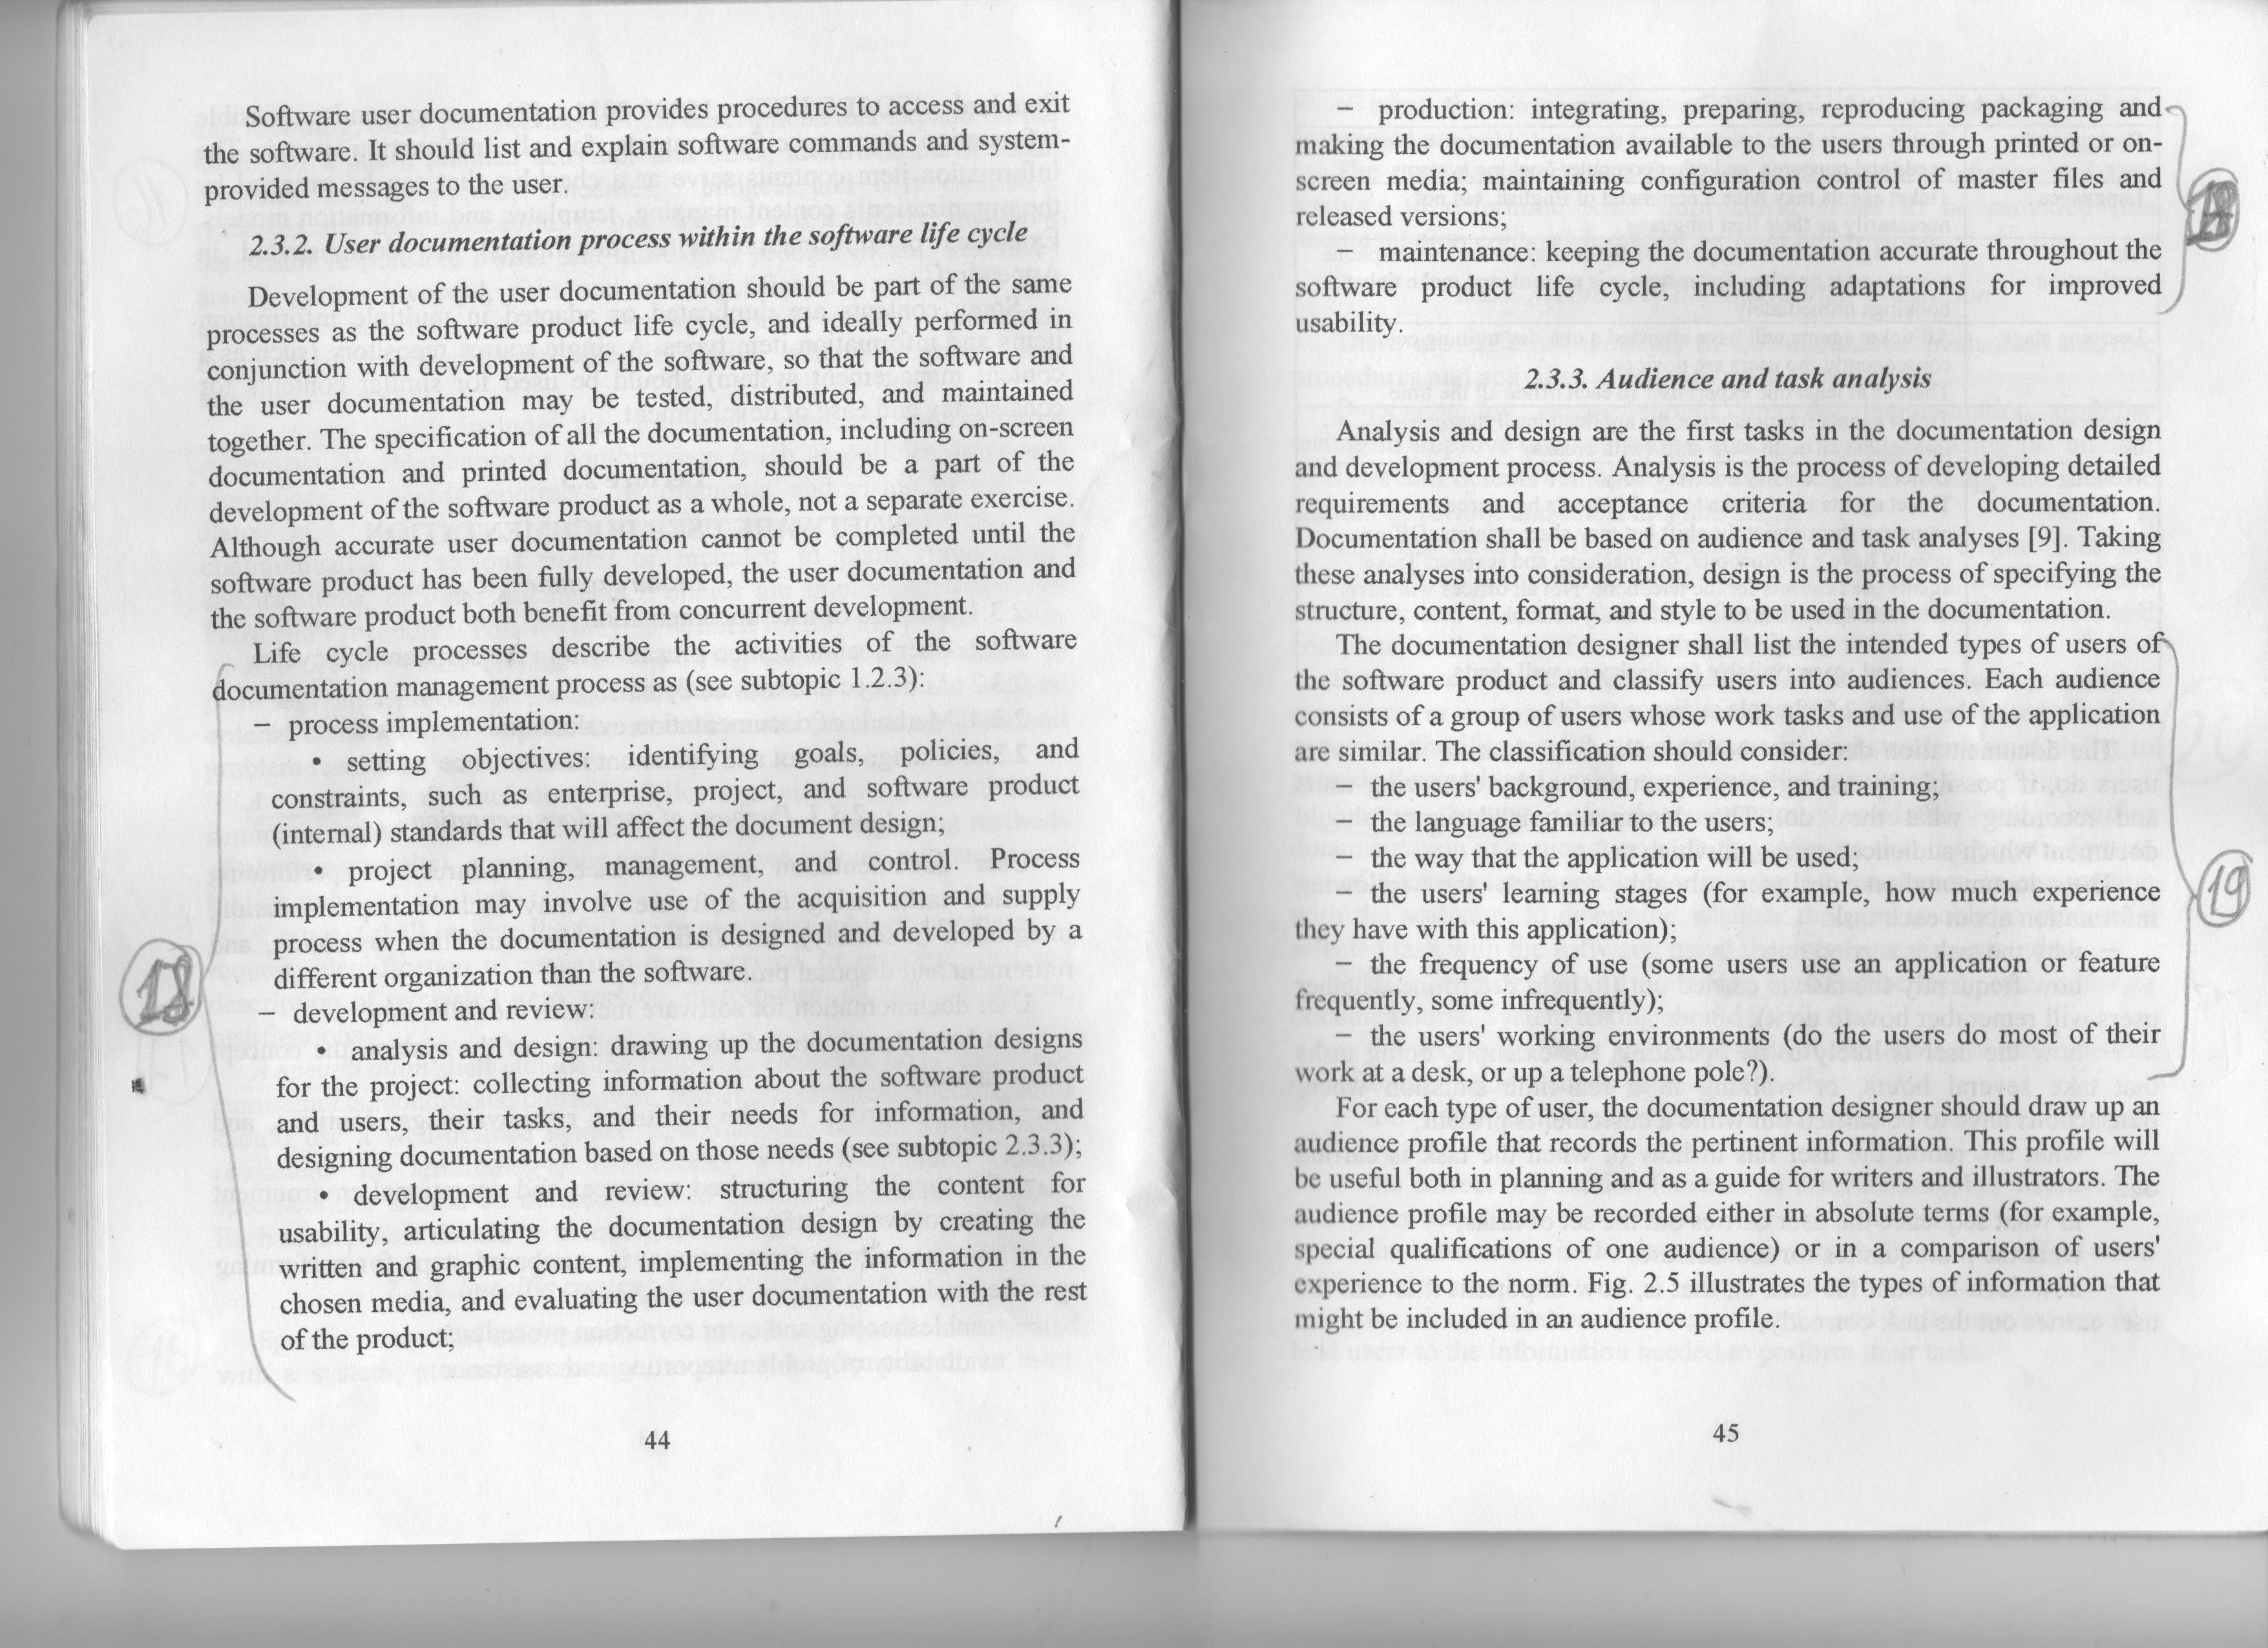 Software user documentation provides procedures to access and exit
the software. It should list and explain software commands and system-
provided messages to the user.
2.3.2. User documentation process within the software life cycle
Development of the user documentation should be part of the same
processes as the software product life cycle, and ideally performed in
conjunction with development of the software, so that the software and
the user documentation may be tested, distributed, and maintained
together. The specification of all the documentation, including on-screen
documentation and printed documentation, should be a part of the
development of the software product as a whole, not a separate exercise.
Although accurate user documentation cannot be completed until the
software product has been fully developed, the user documentation and
the software product both benefit from concurrent development.
Life cycle processes describe the activities of the software
documentation management process as (see subtopic 1.2.3):
– process implementation:
• setting objectives: identifying goals, policies, and
constraints, such as enterprise, project, and software product
(internal) standards that will affect the document design;
• project planning, management, and control. Process
implementation may involve use of the acquisition and supply
process when the documentation is designed and developed by a
different organization than the software.
18
– development and review:
• analysis and design: drawing up the documentation designs
for the project: collecting information about the software product
and users, their tasks, and their needs for information, and
designing documentation based on those needs (see subtopic 2.3.3);
• development and review: structuring the content for
usability, articulating the documentation design by creating the
written and graphic content, implementing the information in the
chosen media, and evaluating the user documentation with the rest
of the product;
44
– production: integrating, preparing, reproducing packaging and
making the documentation available to the users through printed or on-
screen media; maintaining configuration control of master files and
released versions;
– maintenance: keeping the documentation accurate throughout the
software product life cycle, including adaptations for improved
usability.
2.3.3. Audience and task analysis
Analysis and design are the first tasks in the documentation design
and development process. Analysis is the process of developing detailed
requirements and acceptance criteria for the documentation.
Documentation shall be based on audience and task analyses [9]. Taking
these analyses into consideration, design is the process of specifying the
structure, content, format, and style to be used in the documentation.
The documentation designer shall list the intended types of users of
the software product and classify users into audiences. Each audience
consists of a group of users whose work tasks and use of the application
are similar. The classification should consider:
– the users' background, experience, and training;
– the language familiar to the users;
– the way that the application will be used;
– the users' learning stages (for example, how much experience
they have with this application);
19
– the frequency of use (some users use an application or feature
frequently, some infrequently);
– the users' working environments (do the users do most of their
work at a desk, or up a telephone pole?).
For each type of user, the documentation designer should draw up an
audience profile that records the pertinent information. This profile will
be useful both in planning and as a guide for writers and illustrators. The
audience profile may be recorded either in absolute terms (for example,
special qualifications of one audience) or in a comparison of users'
experience to the norm. Fig. 2.5 illustrates the types of information that
might be included in an audience profile.
45